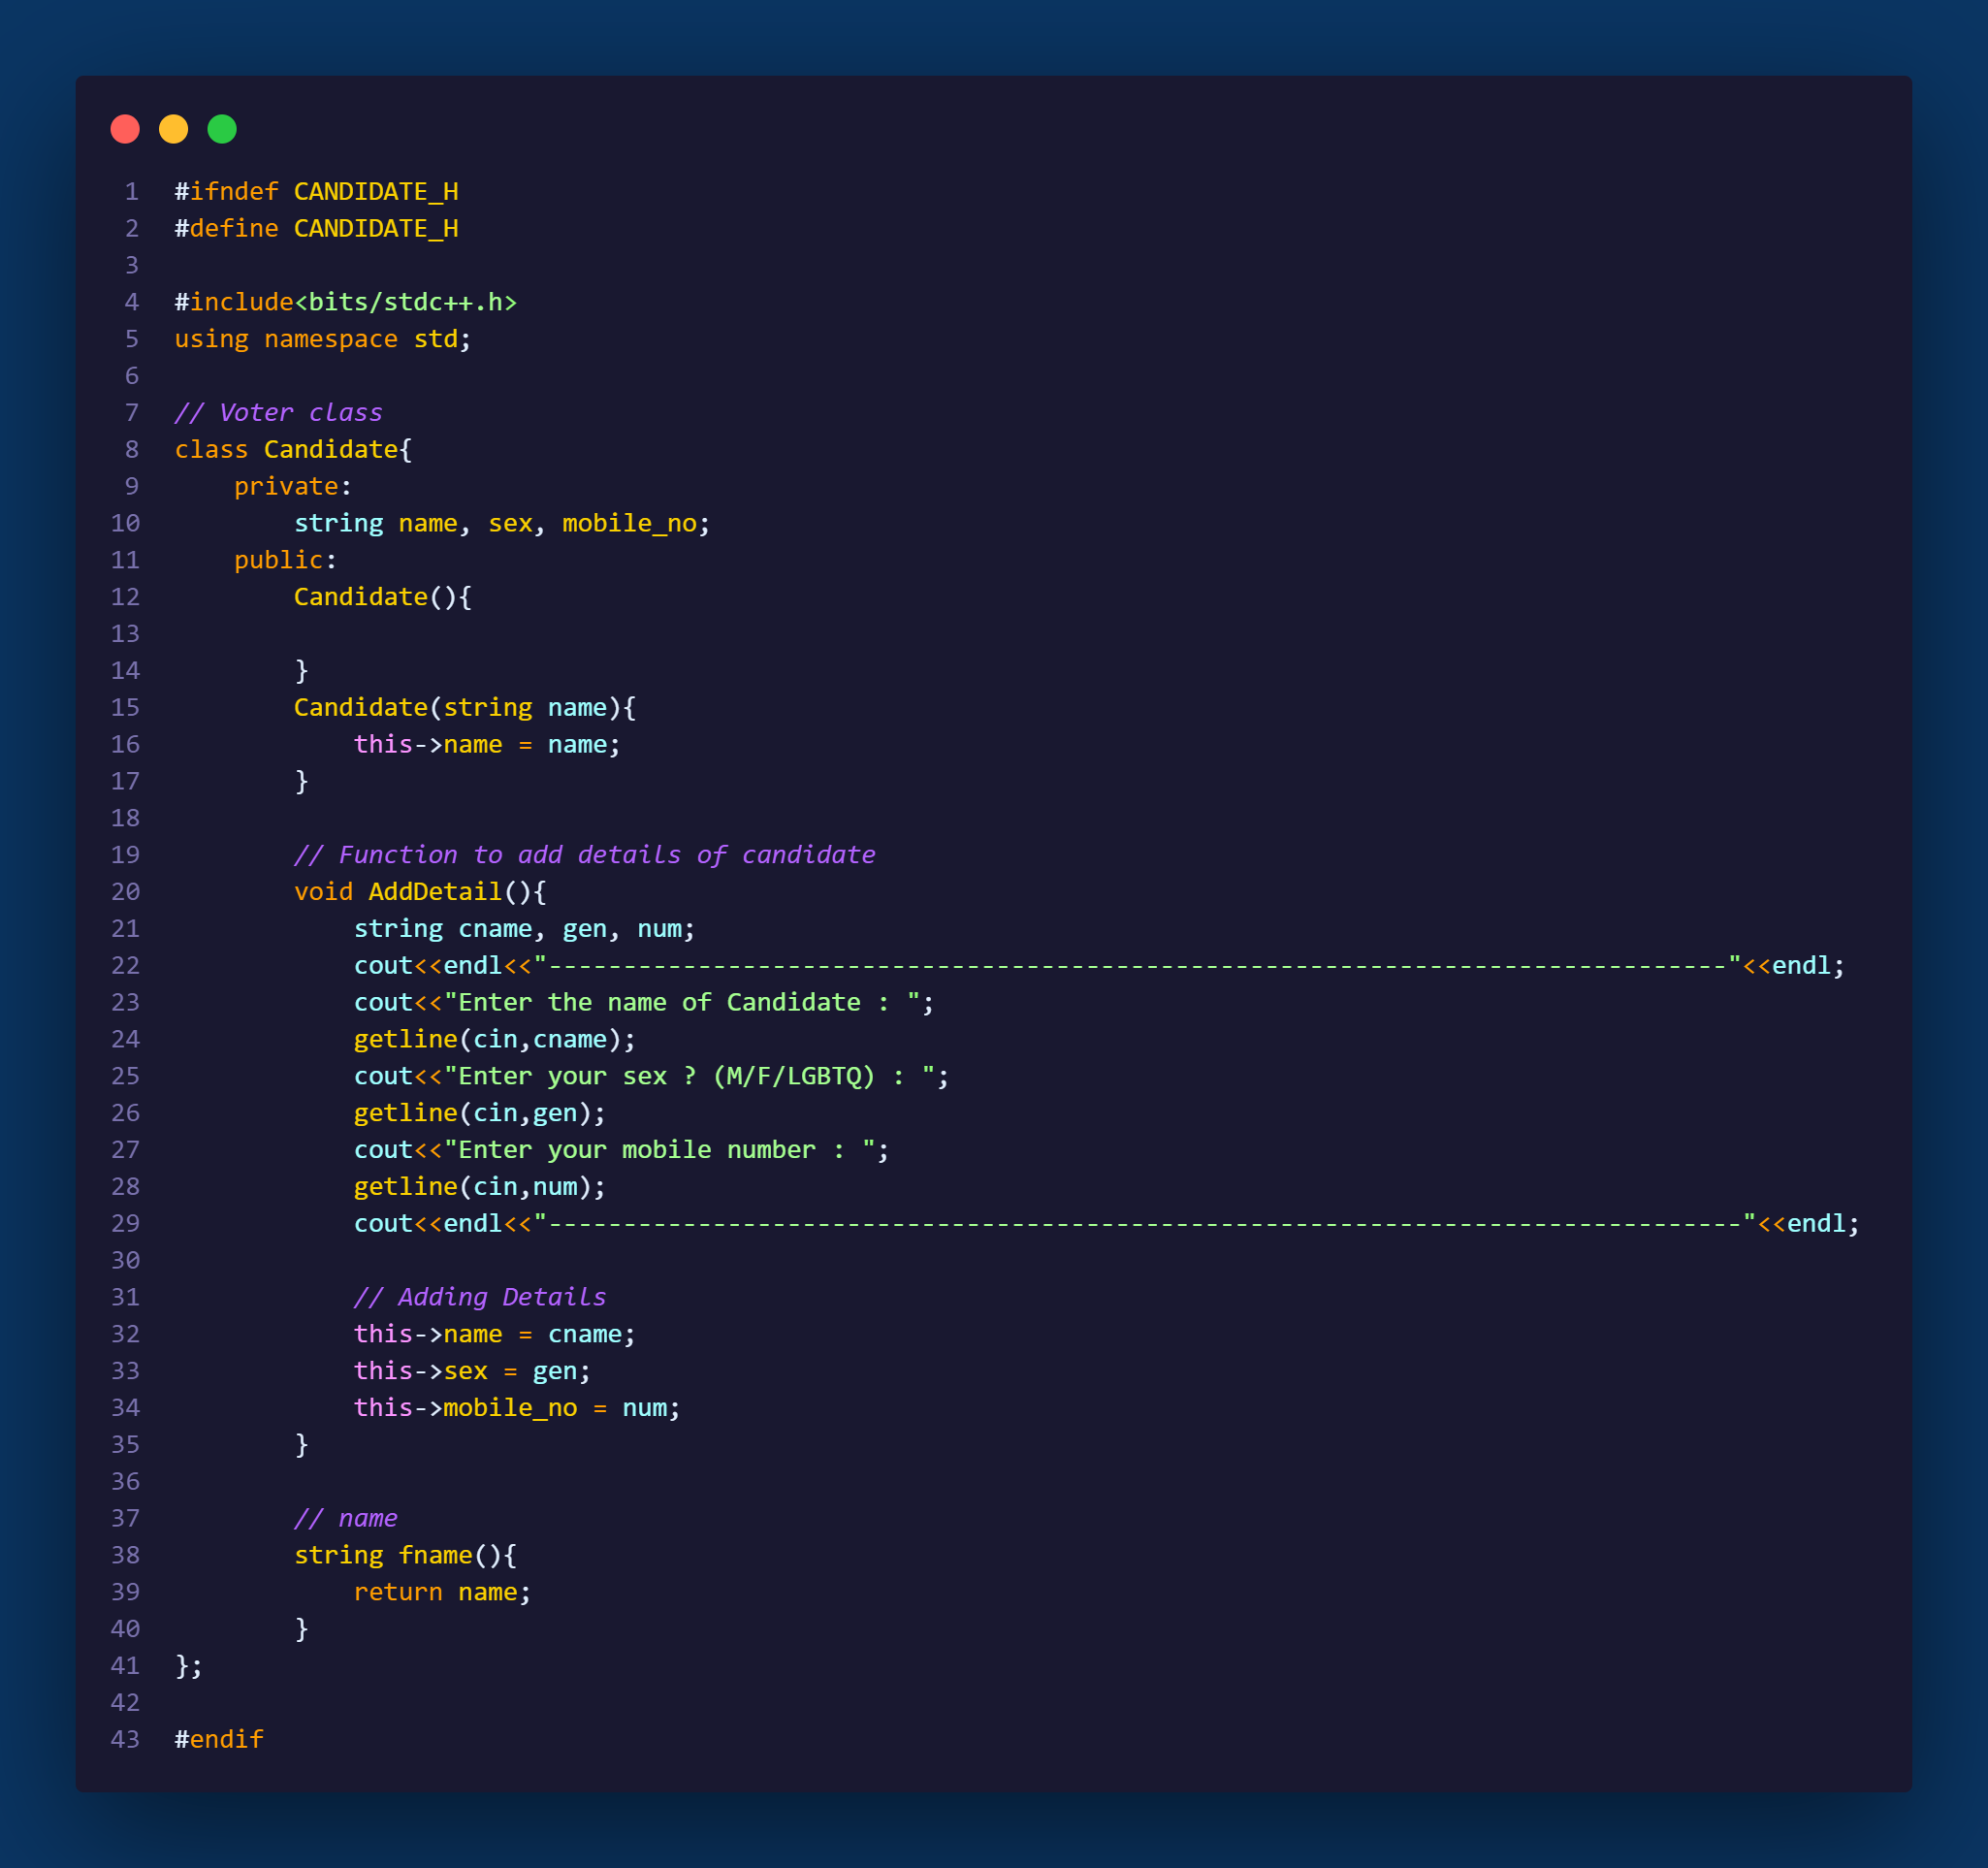 1 #ifndef CANDIDATE_H
2 #define CANDIDATE_H
3
4 #include<bits/stdc++.h>
5 using namespace std;
6
7 // Voter class
8 class Candidate{
9     private:
10         string name, sex, mobile_no;
11     public:
12         Candidate(){
13
14         }
15         Candidate(string name){
16             this->name = name;
17         }
18
19         // Function to add details of candidate
20         void AddDetail(){
21             string cname, gen, num;
22             cout<<endl<<"-------------------------------------------------------------------------------"<<endl;
23             cout<<"Enter the name of Candidate : ";
24             getline(cin,cname);
25             cout<<"Enter your sex ? (M/F/LGBTQ) : ";
26             getline(cin,gen);
27             cout<<"Enter your mobile number : ";
28             getline(cin,num);
29             cout<<endl<<"--------------------------------------------------------------------------------"<<endl;
30
31             // Adding Details
32             this->name = cname;
33             this->sex = gen;
34             this->mobile_no = num;
35         }
36
37         // name
38         string fname(){
39             return name;
40         }
41 };
42
43 #endif